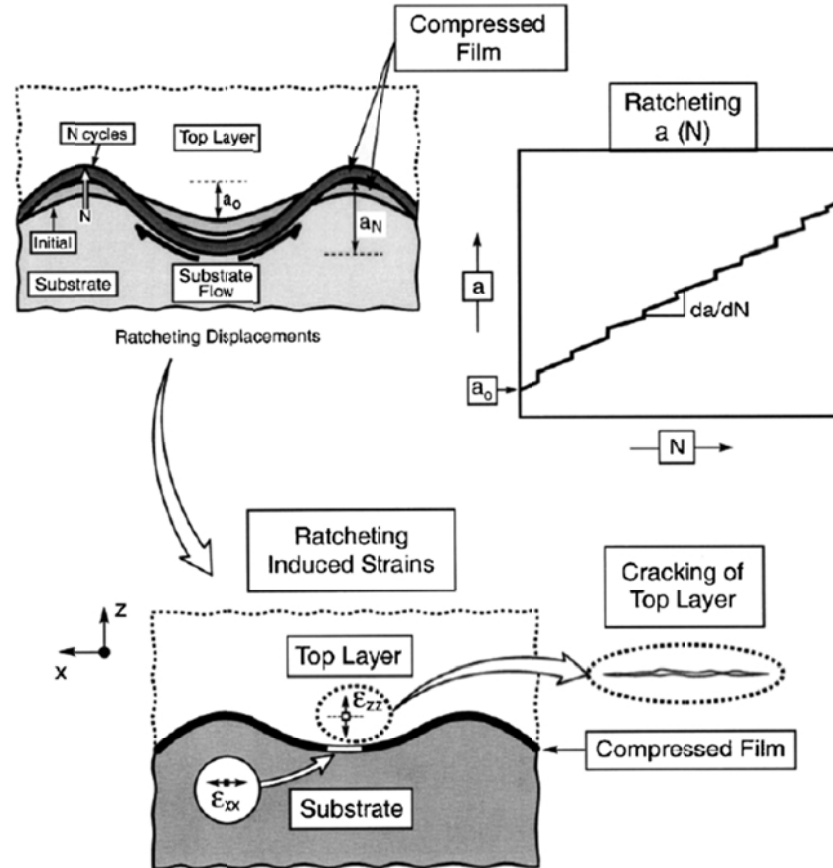 Compressed
Film
N cycles
Top Layer
a₀
N
aN
Initial
Substrate
Substrate
Flow
Ratcheting Displacements
Ratcheting
a (N)
a
da/dN
a₀
N
Ratcheting
Induced Strains
Cracking of
Top Layer
Z
X
Top Layer
εzz
Compressed Film
εxx
Substrate